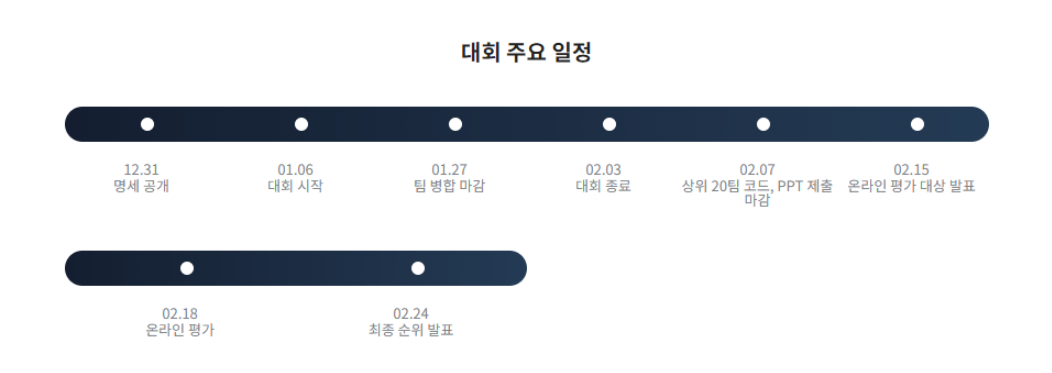 대회 주요 일정
12.31
명세 공개
01.06
대회 시작
01.27
팀 병합 마감
02.03
대회 종료
02.07
상위 20팀 코드, PPT 제출
마감
02.15
온라인 평가 대상 발표
02.18
온라인 평가
02.24
최종 순위 발표